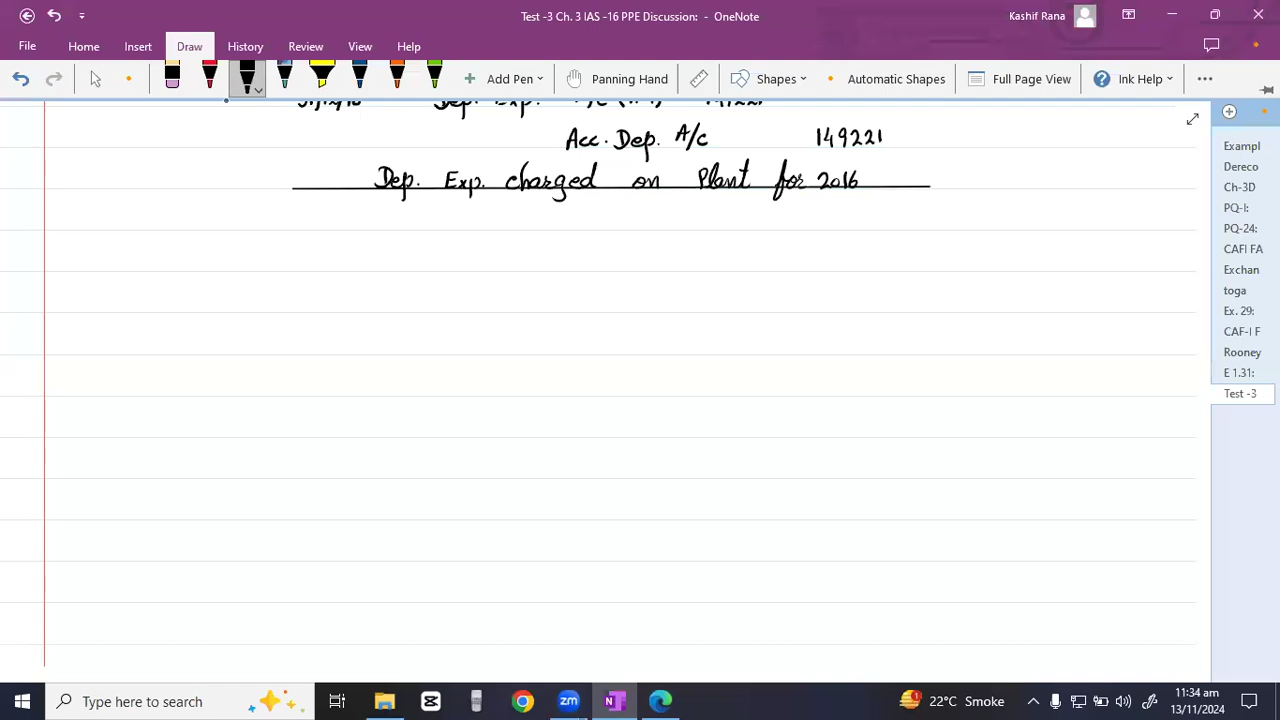 Test -3 Ch. 3 IAS -16 PPE Discussion: - OneNote
Kashif Rana
File Home Insert Draw History Review View Help
Add Pen Panning Hand Shapes Automatic Shapes Full Page View Ink Help
Dep. Exp.
Acc. Dep. A/c 149221
Dep. Exp. charged on Plant for 2016
Exampl
Dereco
Ch-3D
PQ-I:
PQ-24:
CAFI FA
Exchan
toga
Ex. 29:
CAF-I F
Rooney
E 1.31:
Test -3
Type here to search
22°C Smoke
11:34 am
13/11/2024